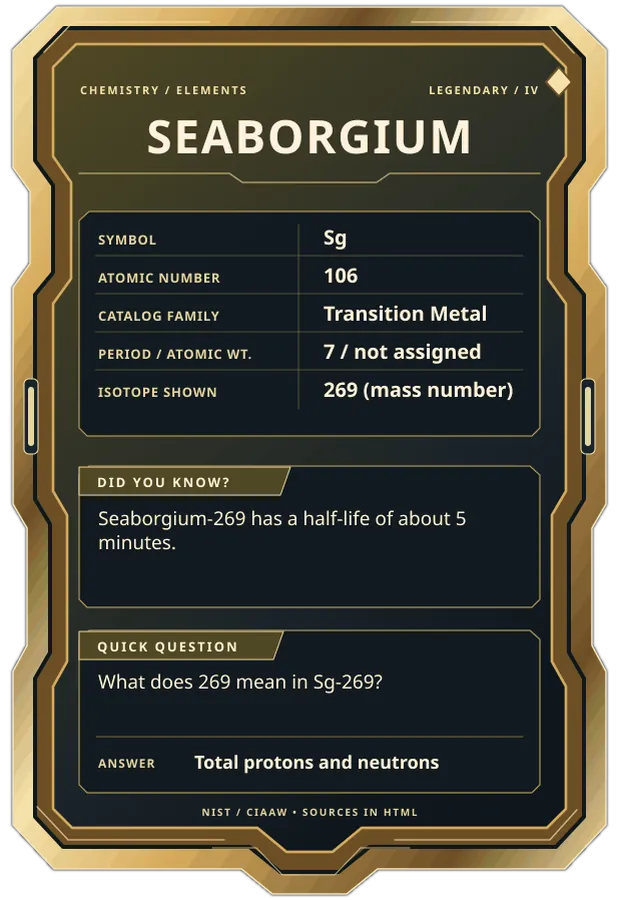 CHEMISTRY / ELEMENTS
LEGENDARY / IV
SEABORGIUM
SYMBOL Sg
ATOMIC NUMBER 106
CATALOG FAMILY Transition Metal
PERIOD / ATOMIC WT. 7 / not assigned
ISOTOPE SHOWN 269 (mass number)
DID YOU KNOW?
Seaborgium-269 has a half-life of about 5
minutes.
QUICK QUESTION
What does 269 mean in Sg-269?
ANSWER Total protons and neutrons
NIST / CIAAW • SOURCES IN HTML